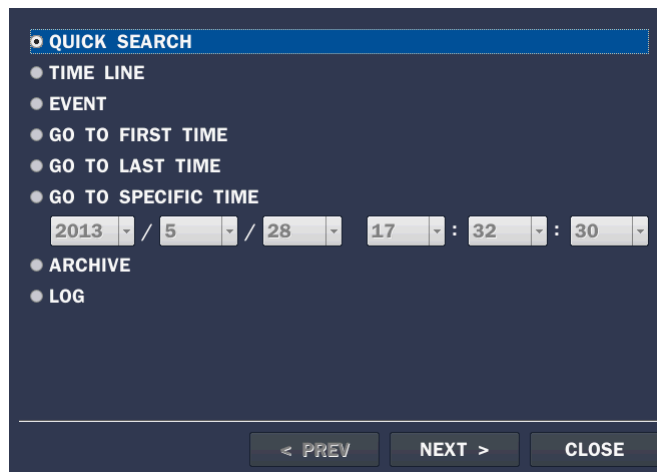 QUICK SEARCH
TIME LINE
EVENT
GO TO FIRST TIME
GO TO LAST TIME
GO TO SPECIFIC TIME
2013 / 5 / 28 17 : 32 : 30
ARCHIVE
LOG
< PREV NEXT > CLOSE